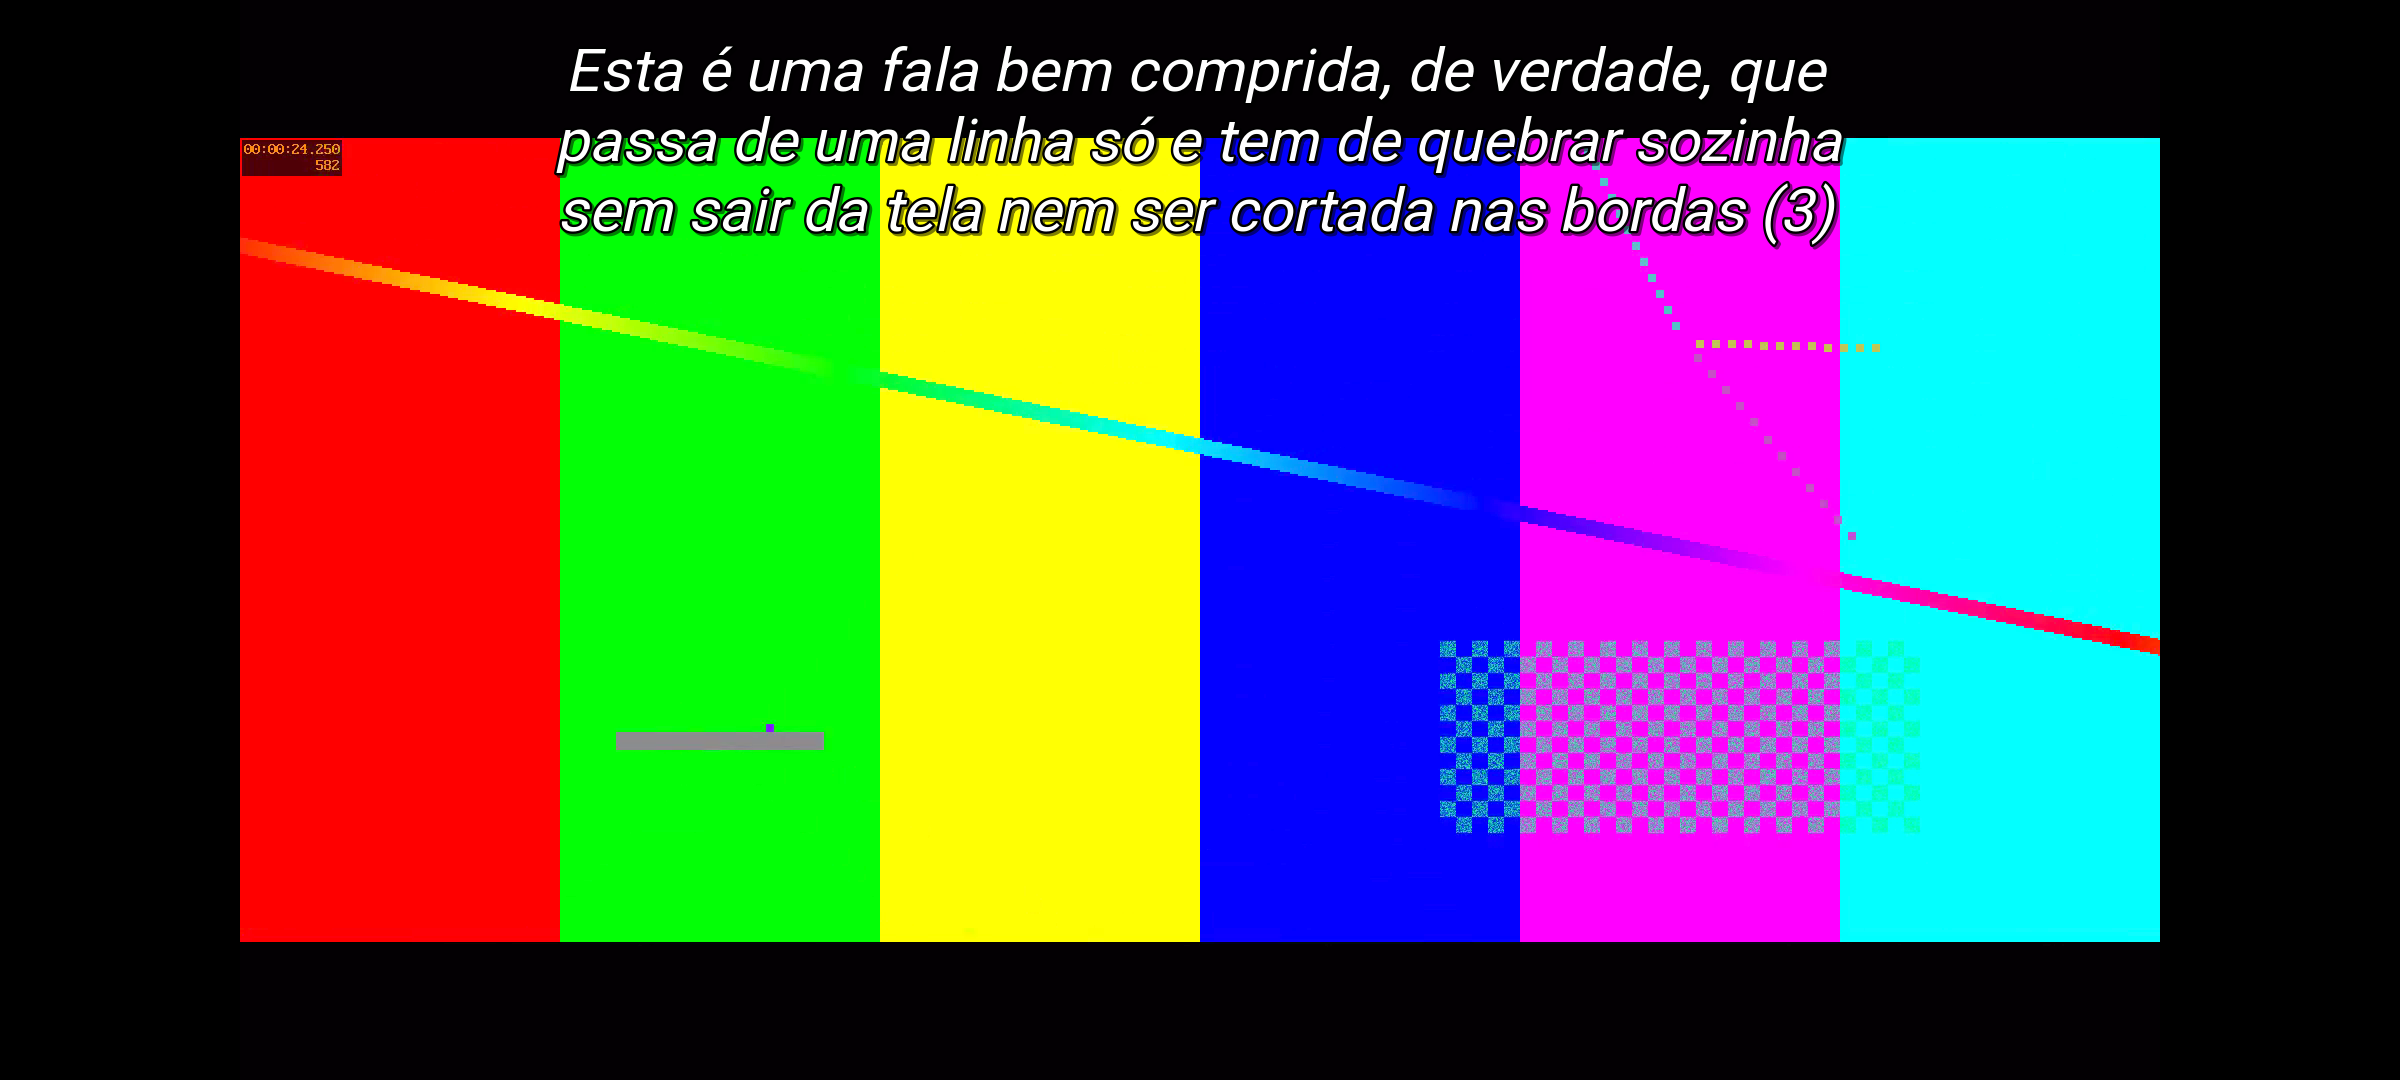 Esta é uma fala bem comprida, de verdade, que
passa de uma linha só e tem de quebrar sozinha
sem sair da tela nem ser cortada nas bordas (3)
00:00:24.250
582